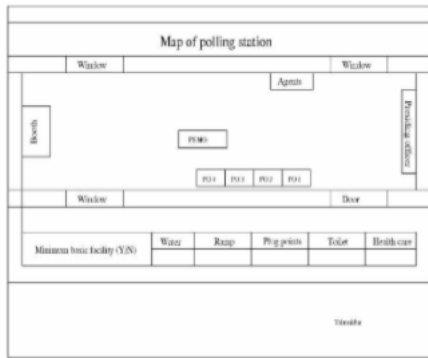 Map of polling station
Window Window
Agents
Booth
Presiding officer
PO4 PO3 PO2 PO1
Window Door
Minimum basic facility (Y/N) Water Ramp Plug points Toilet Health care